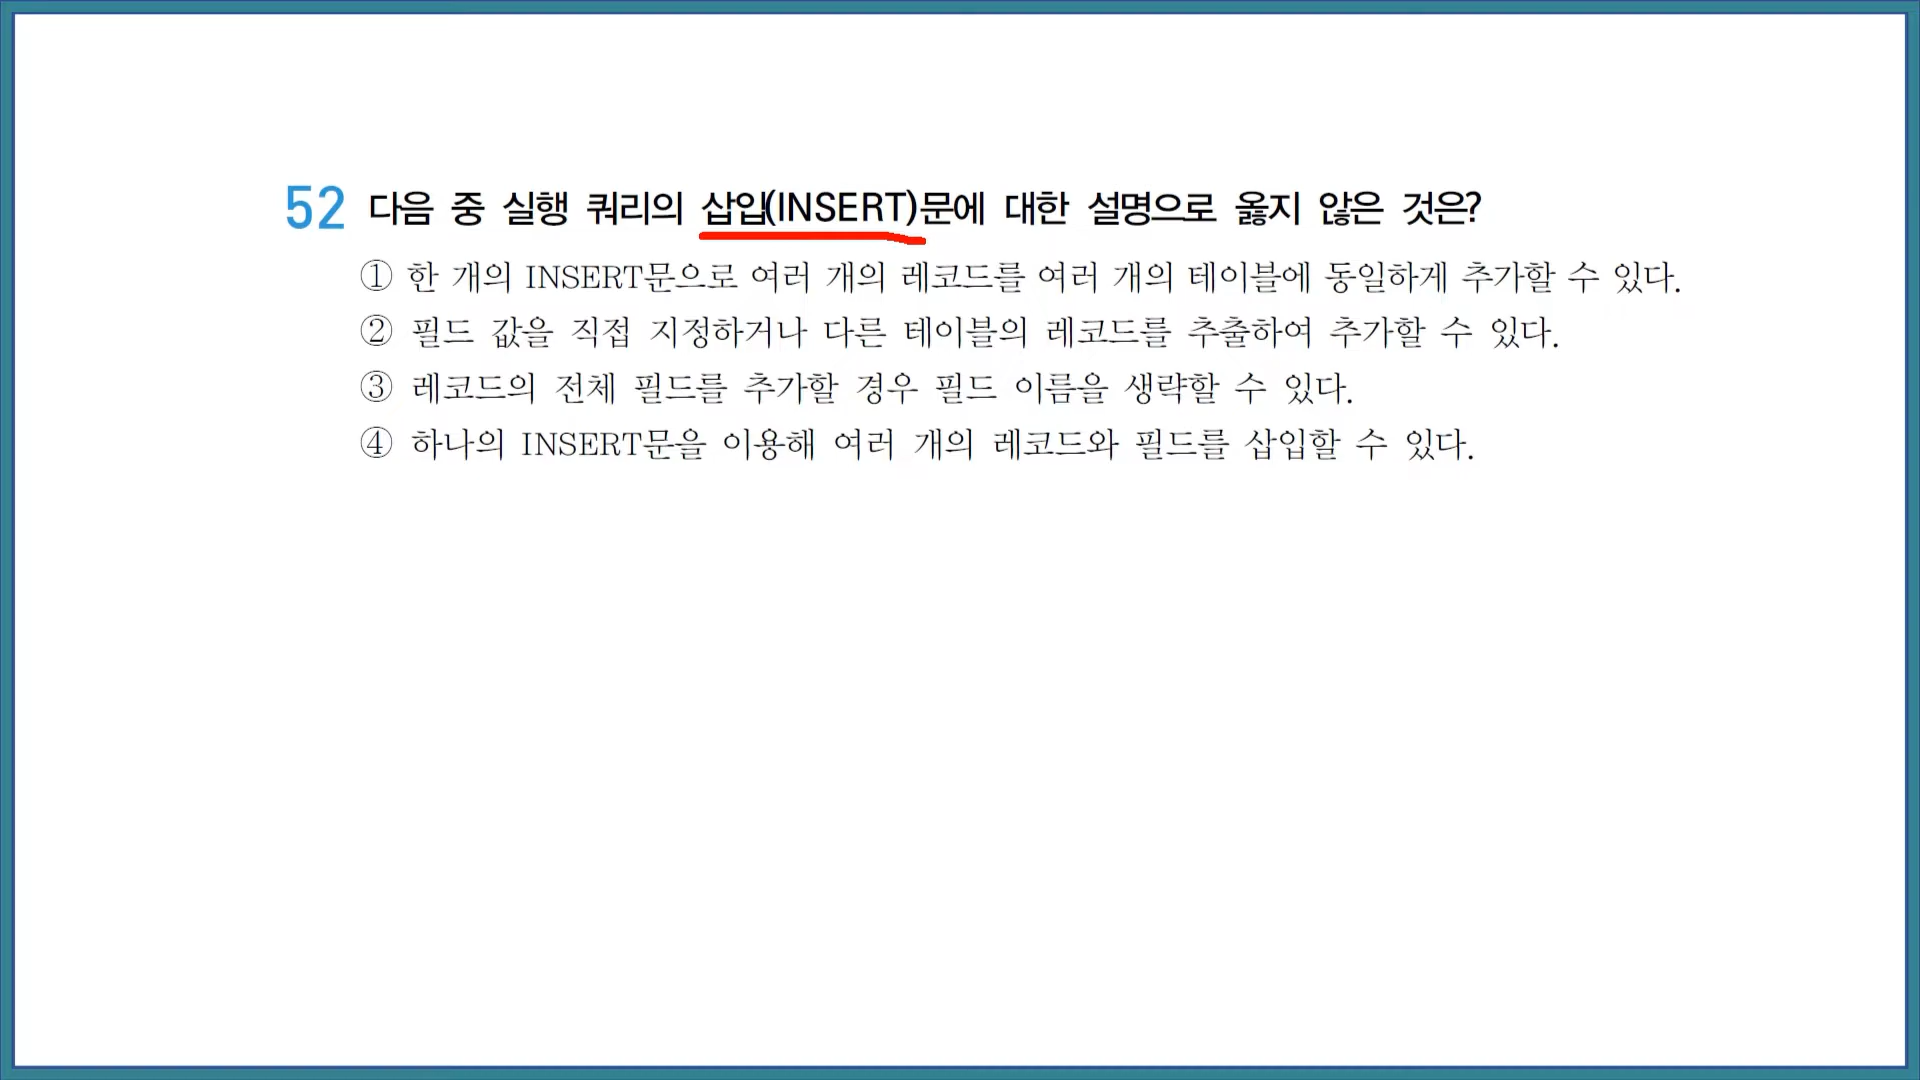 52 다음 중 실행 쿼리의 삽입(INSERT)문에 대한 설명으로 옳지 않은 것은?
① 한 개의 INSERT문으로 여러 개의 레코드를 여러 개의 테이블에 동일하게 추가할 수 있다.
② 필드 값을 직접 지정하거나 다른 테이블의 레코드를 추출하여 추가할 수 있다.
③ 레코드의 전체 필드를 추가할 경우 필드 이름을 생략할 수 있다.
④ 하나의 INSERT문을 이용해 여러 개의 레코드와 필드를 삽입할 수 있다.